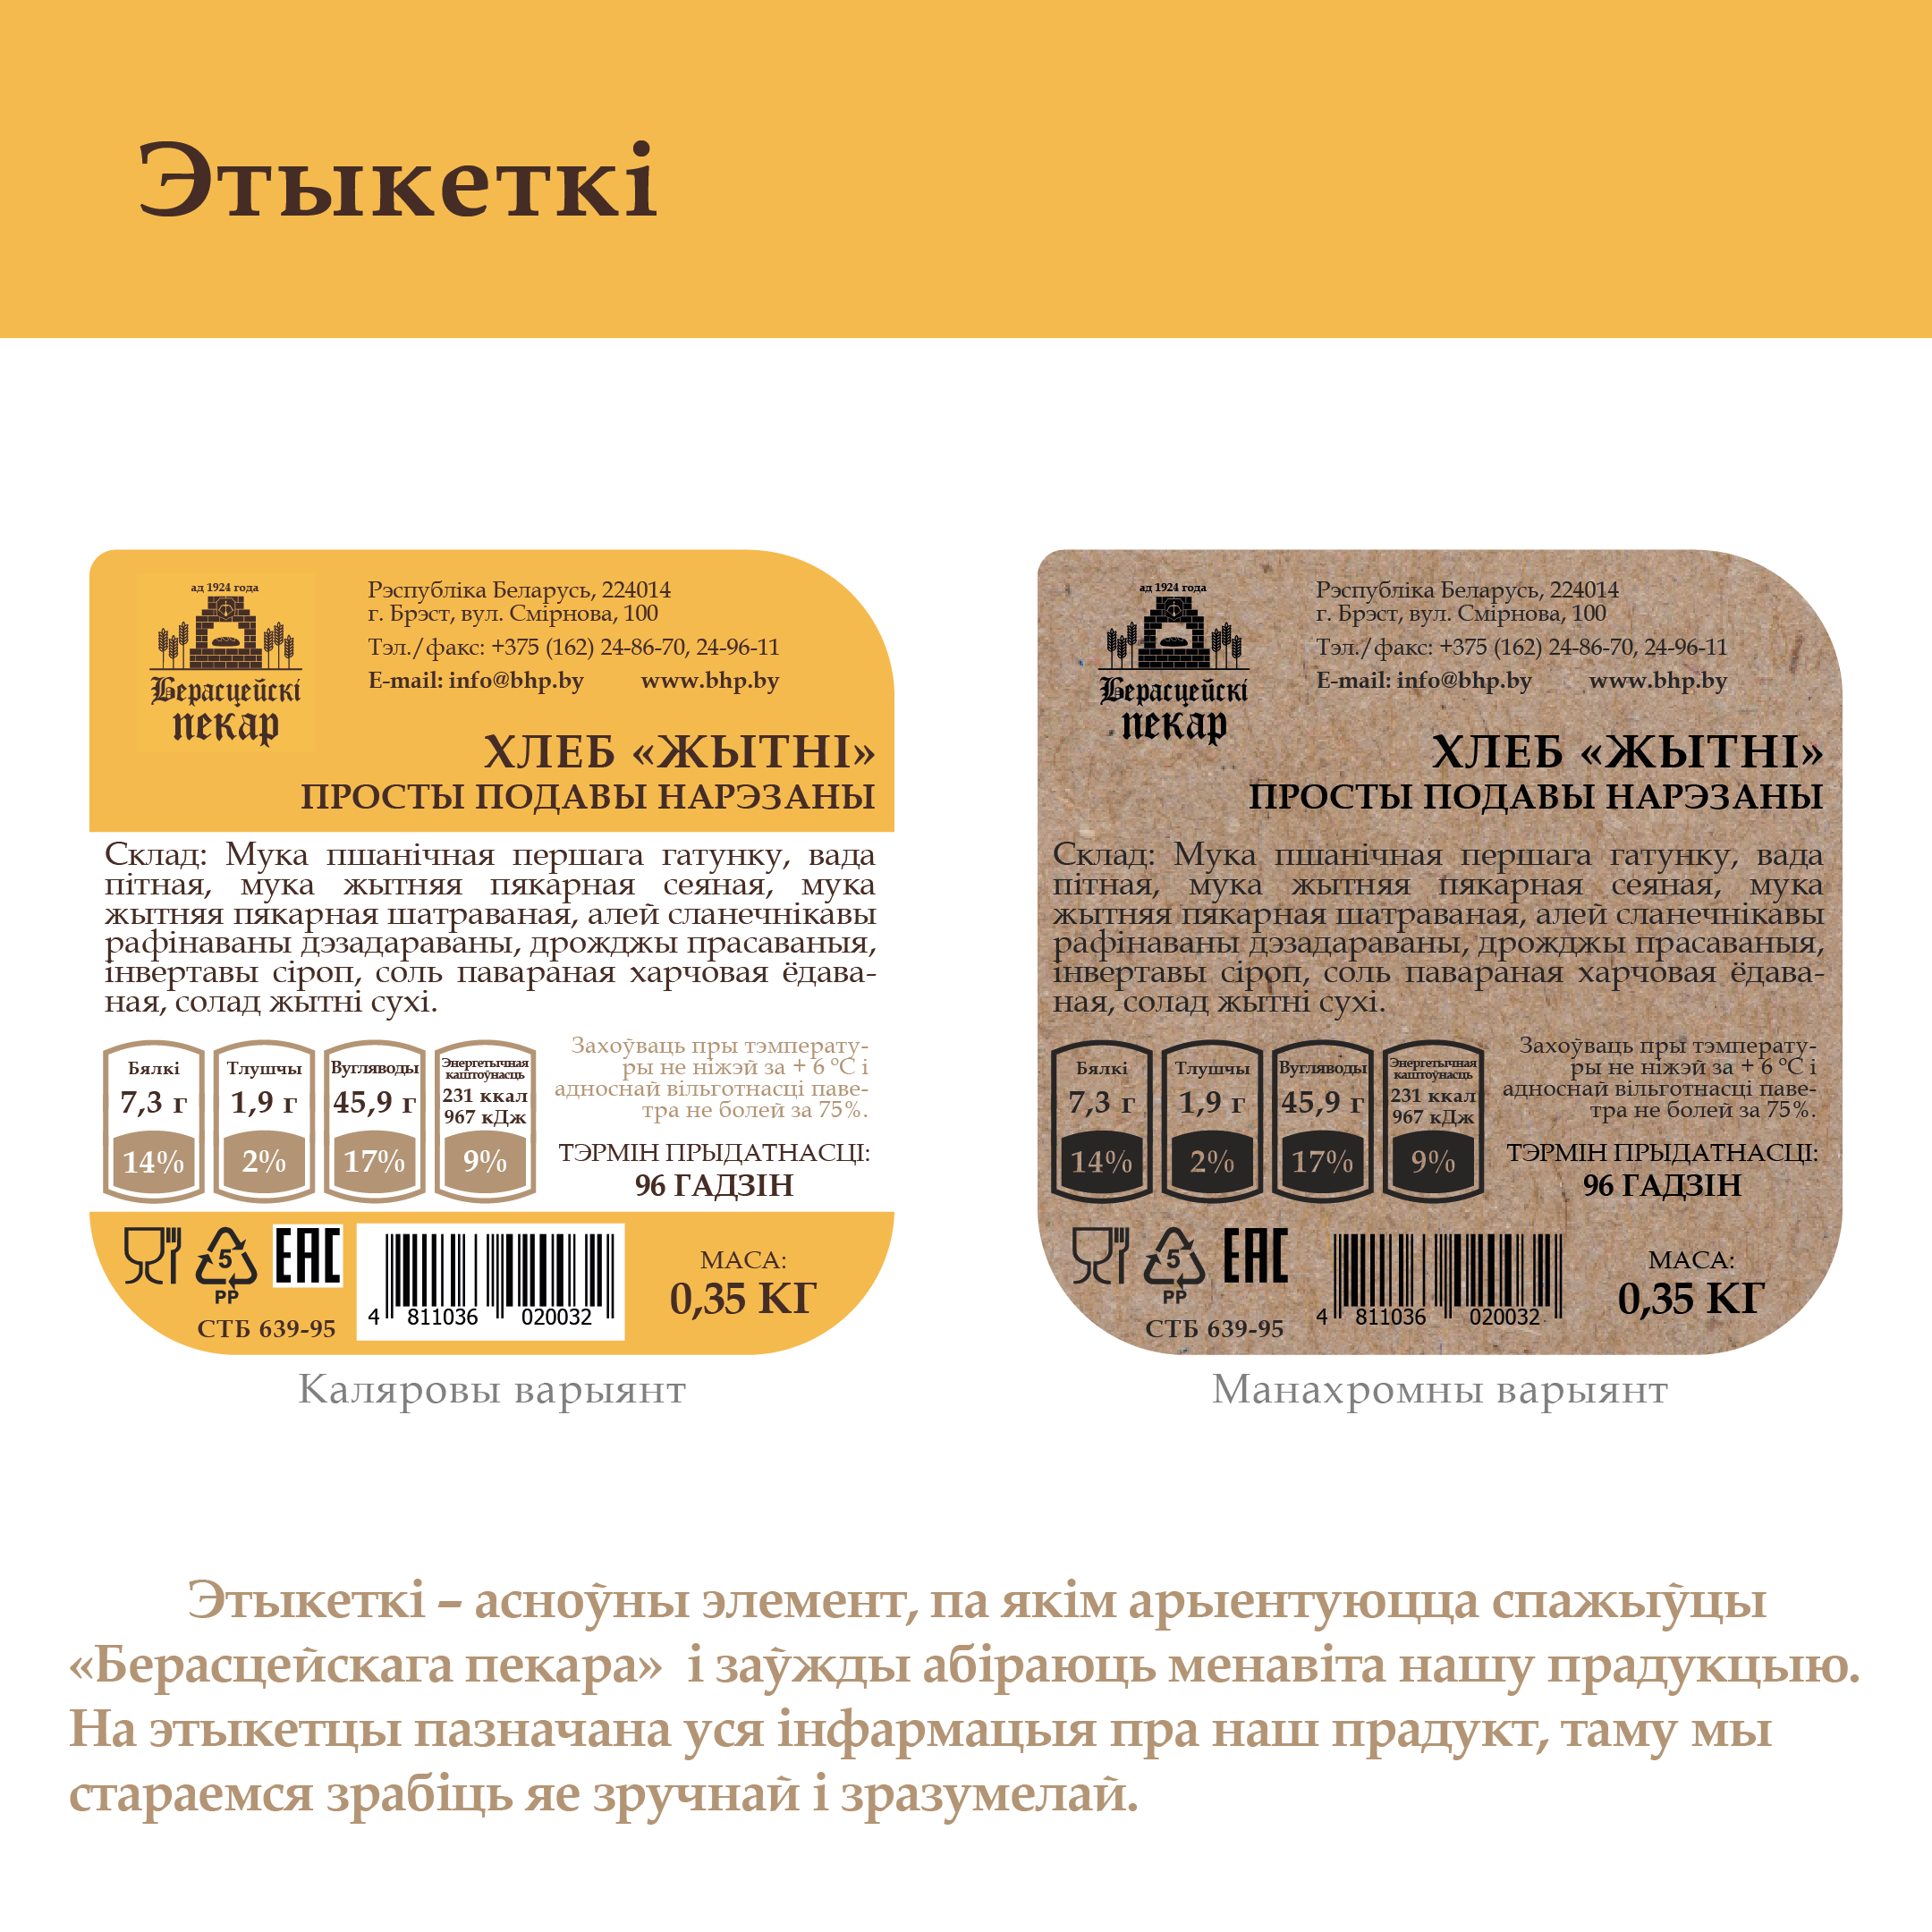 Этыкеткі
ад 1924 года
Берасцейскі
пекар
Рэспубліка Беларусь, 224014
г. Брэст, вул. Смірнова, 100
Тэл./факс: +375 (162) 24-86-70, 24-96-11
E-mail: info@bhp.by www.bhp.by
ХЛЕБ «ЖЫТНІ»
ПРОСТЫ ПОДАВЫ НАРЭЗАНЫ
Склад: Мука пшанічная першага гатунку, вада
пітная, мука жытняя пякарная сеяная, мука
жытняя пякарная шатраваная, алей сланечнікавы
рафінаваны дэзадараваны, дрожджы прасаваныя,
інвертавы сіроп, соль павараная харчовая ёдава-
ная, солад жытні сухі.
Бялкі
7,3 г
14%
Тлушчы
1,9 г
2%
Вугляводы
45,9 г
17%
Энергетычная
каштоўнасць
231 ккал
967 кДж
9%
Захоўваць пры тэмперату-
ры не ніжэй за + 6 °С і
адноснай вільготнасці паве-
тра не болей за 75%.
ТЭРМІН ПРЫДАТНАСЦІ:
96 ГАДЗІН
5
PP
EAC
СТБ 639-95
4 811036 020032
МАСА:
0,35 КГ
Каляровы варыянт
ад 1924 года
Берасцейскі
пекар
Рэспубліка Беларусь, 224014
г. Брэст, вул. Смірнова, 100
Тэл./факс: +375 (162) 24-86-70, 24-96-11
E-mail: info@bhp.by www.bhp.by
ХЛЕБ «ЖЫТНІ»
ПРОСТЫ ПОДАВЫ НАРЭЗАНЫ
Склад: Мука пшанічная першага гатунку, вада
пітная, мука жытняя пякарная сеяная, мука
жытняя пякарная шатраваная, алей сланечнікавы
рафінаваны дэзадараваны, дрожджы прасаваныя,
інвертавы сіроп, соль павараная харчовая ёдава-
ная, солад жытні сухі.
Бялкі
7,3 г
14%
Тлушчы
1,9 г
2%
Вугляводы
45,9 г
17%
Энергетычная
каштоўнасць
231 ккал
967 кДж
9%
Захоўваць пры тэмперату-
ры не ніжэй за + 6 °С і
адноснай вільготнасці паве-
тра не болей за 75%.
ТЭРМІН ПРЫДАТНАСЦІ:
96 ГАДЗІН
5
PP
EAC
СТБ 639-95
4 811036 020032
МАСА:
0,35 КГ
Манахромны варыянт
Этыкеткі – асноўны элемент, па якім арыентуюцца спажыўцы
«Берасцейскага пекара» і заўжды абіраюць менавіта нашу прадукцыю.
На этыкетцы пазначана уся інфармацыя пра наш прадукт, таму мы
стараемся зрабіць яе зручнай і зразумелай.